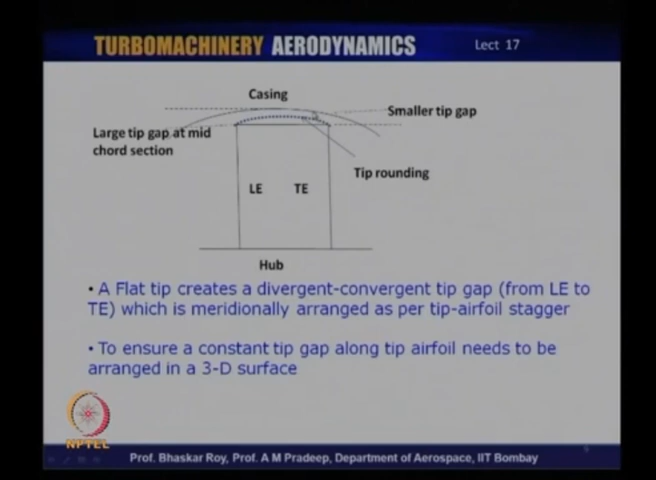 TURBOMACHINERY AERODYNAMICS
Lect 17
Casing
Smaller tip gap
Large tip gap at mid
chord section
Tip rounding
LE TE
Hub
• A Flat tip creates a divergent-convergent tip gap (from LE to
TE) which is meridionally arranged as per tip-airfoil stagger
• To ensure a constant tip gap along tip airfoil needs to be
arranged in a 3-D surface
NPTEL
Prof. Bhaskar Roy, Prof. A M Pradeep, Department of Aerospace, IIT Bombay